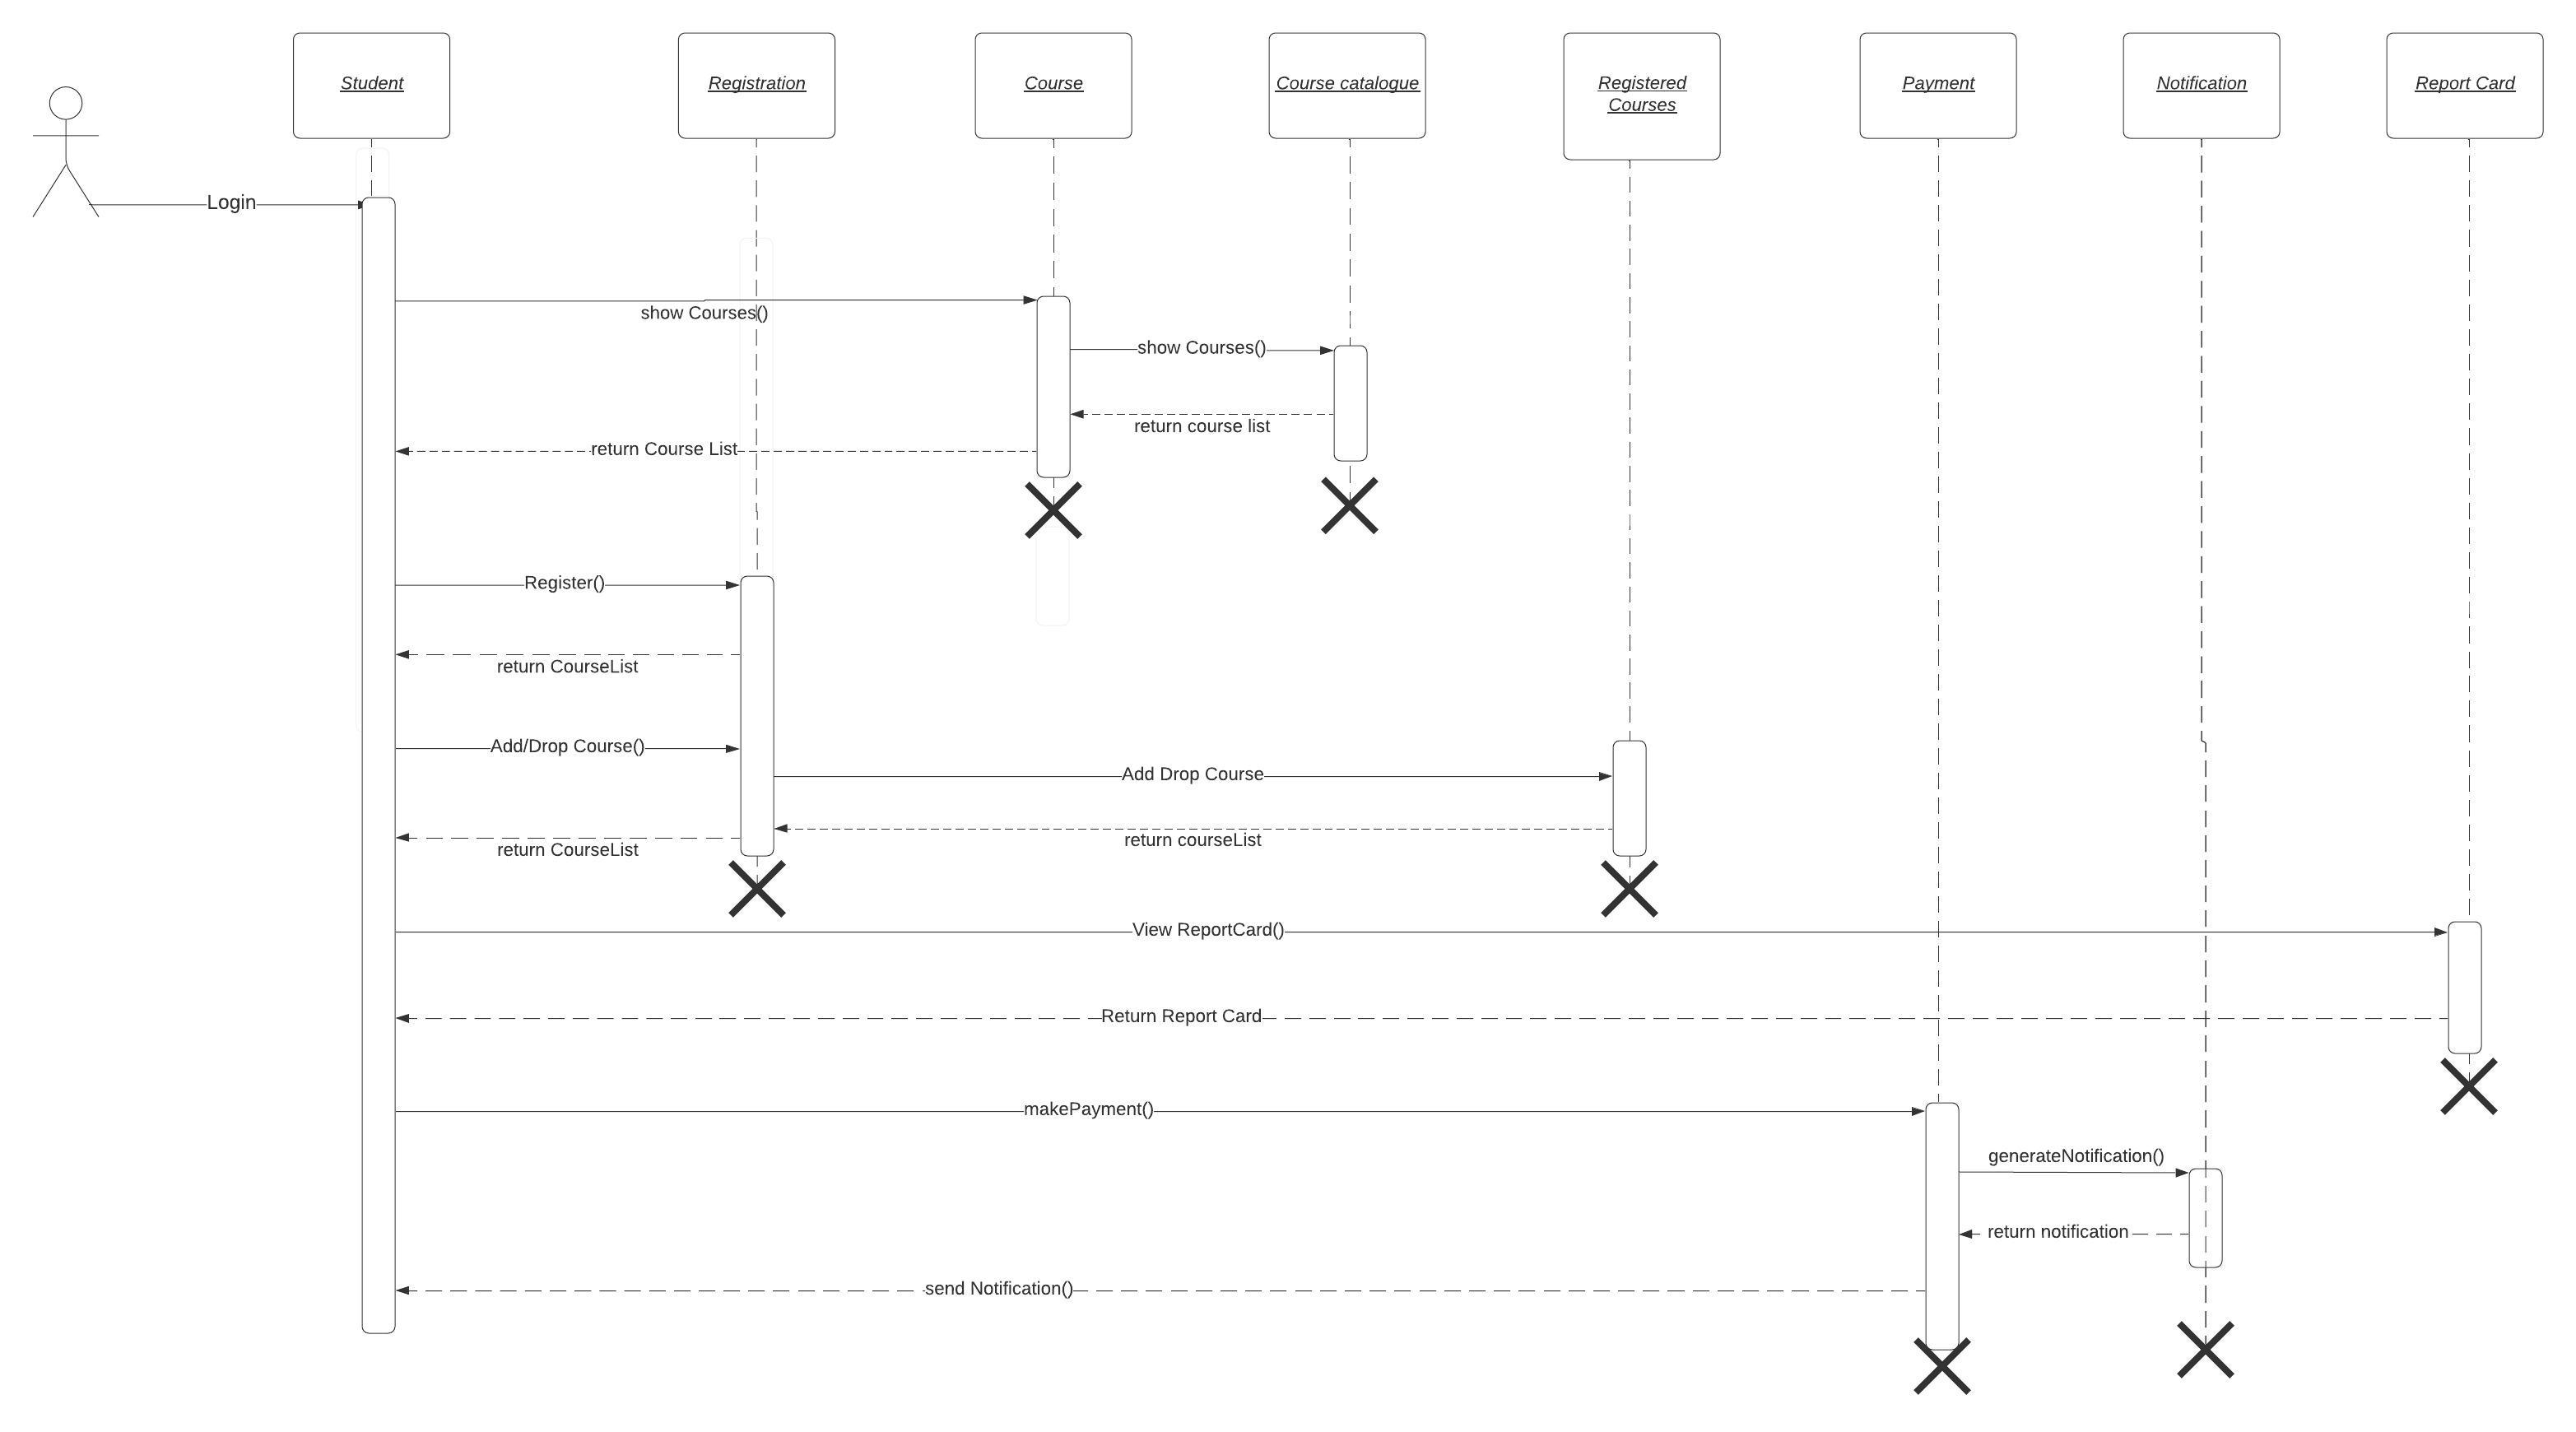 Student
Registration
Course
Course catalogue
Registered
Courses
Payment
Notification
Report Card
Login
show Courses()
show Courses()
return course list
return Course List
Register()
return CourseList
Add/Drop Course()
Add Drop Course
return courseList
return CourseList
View ReportCard()
Return Report Card
makePayment()
generateNotification()
return notification
send Notification()